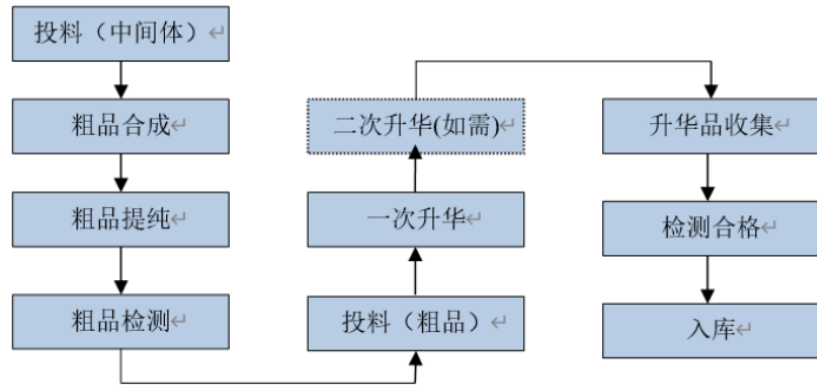 投料（中间体）
粗品合成
粗品提纯
粗品检测
投料（粗品）
一次升华
二次升华(如需)
升华品收集
检测合格
入库